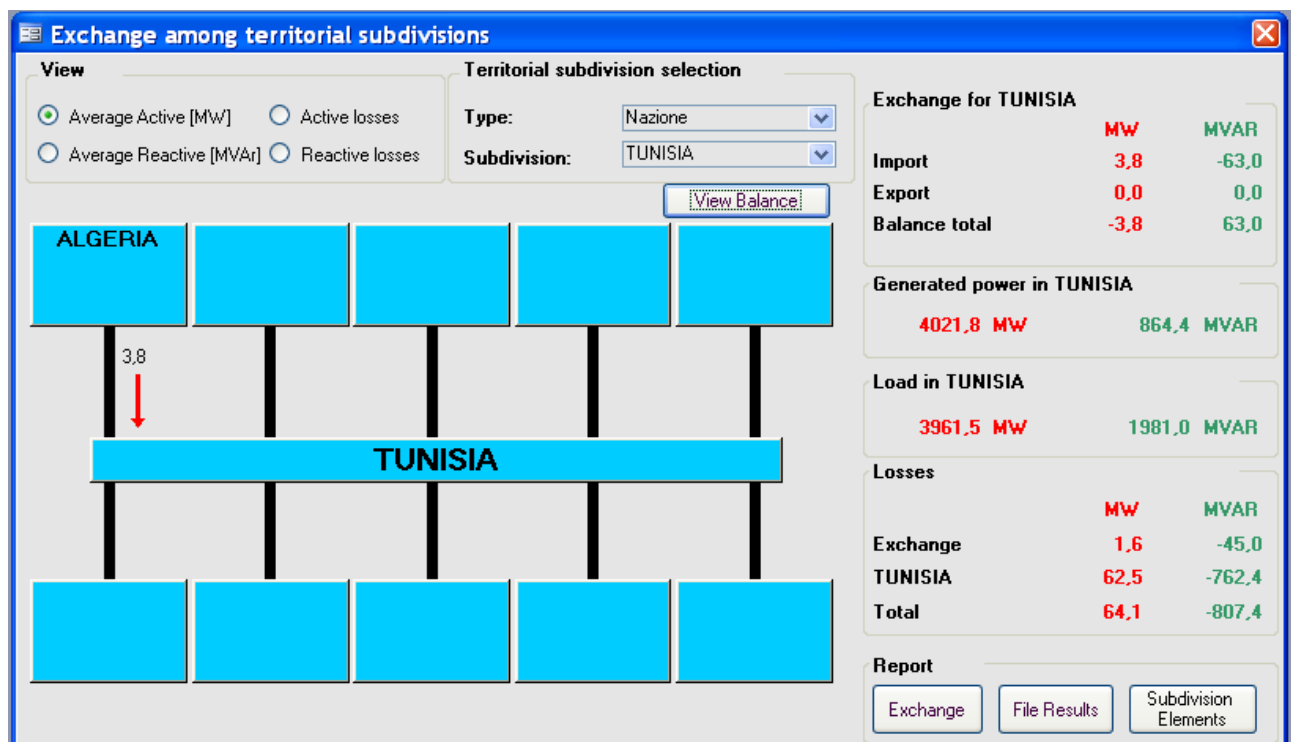 Exchange among territorial subdivisions
View
Average Active [MW] Active losses
Average Reactive [MVAr] Reactive losses
Territorial subdivision selection
Type: Nazione
Subdivision: TUNISIA
View Balance
ALGERIA
3,8
TUNISIA
Exchange for TUNISIA
MW MVAR
Import 3,8 -63,0
Export 0,0 0,0
Balance total -3,8 63,0
Generated power in TUNISIA
4021,8 MW 864,4 MVAR
Load in TUNISIA
3961,5 MW 1981,0 MVAR
Losses
MW MVAR
Exchange 1,6 -45,0
TUNISIA 62,5 -762,4
Total 64,1 -807,4
Report
Exchange File Results Subdivision
Elements